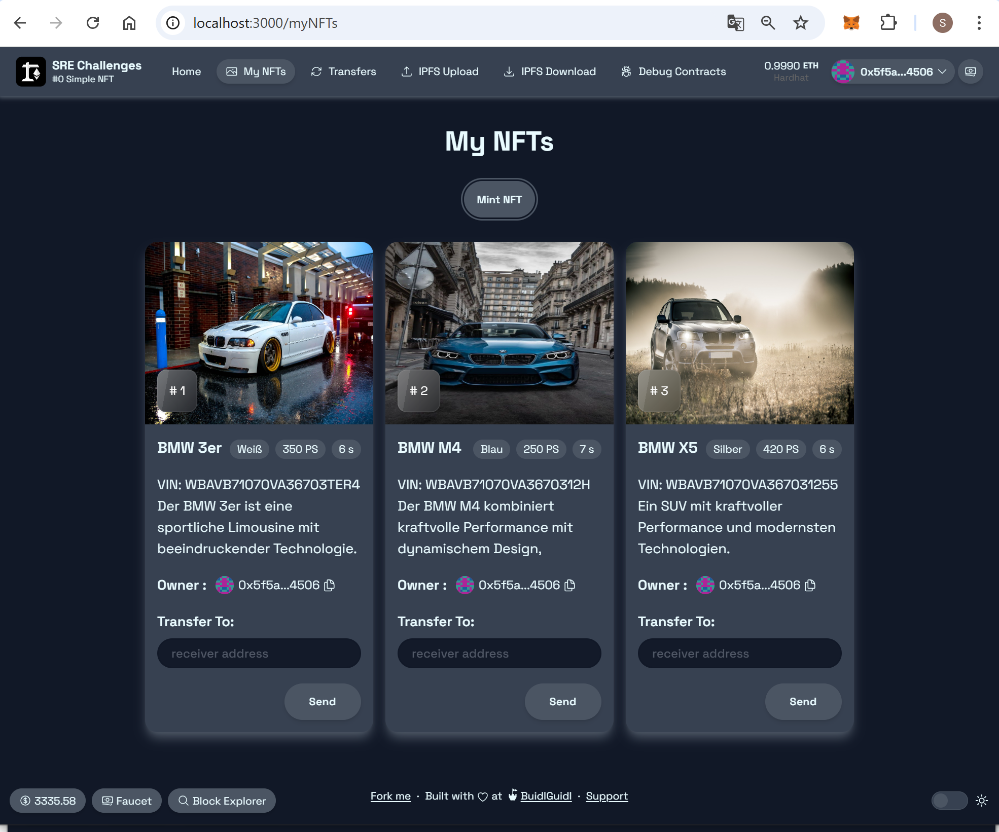 localhost:3000/myNFTs
S
SRE Challenges
#0 Simple NFT
Home
My NFTs
Transfers
IPFS Upload
IPFS Download
Debug Contracts
0.9990 ETH
Hardhat
0x5f5a...4506
My NFTs
Mint NFT
NO
PARKING
cojean
# 1
# 2
# 3
BMW 3er Weiß 350 PS 6 s
VIN: WBAVB71070VA36703TER4
Der BMW 3er ist eine
sportliche Limousine mit
beeindruckender Technologie.
Owner : 0x5f5a...4506
Transfer To:
receiver address
Send
BMW M4 Blau 250 PS 7 s
VIN: WBAVB71070VA3670312H
Der BMW M4 kombiniert
kraftvolle Performance mit
dynamischem Design,
Owner : 0x5f5a...4506
Transfer To:
receiver address
Send
BMW X5 Silber 420 PS 6 s
VIN: WBAVB71070VA367031255
Ein SUV mit kraftvoller
Performance und modernsten
Technologien.
Owner : 0x5f5a...4506
Transfer To:
receiver address
Send
3335.58
Faucet
Block Explorer
Fork me · Built with at BuidlGuidl · Support